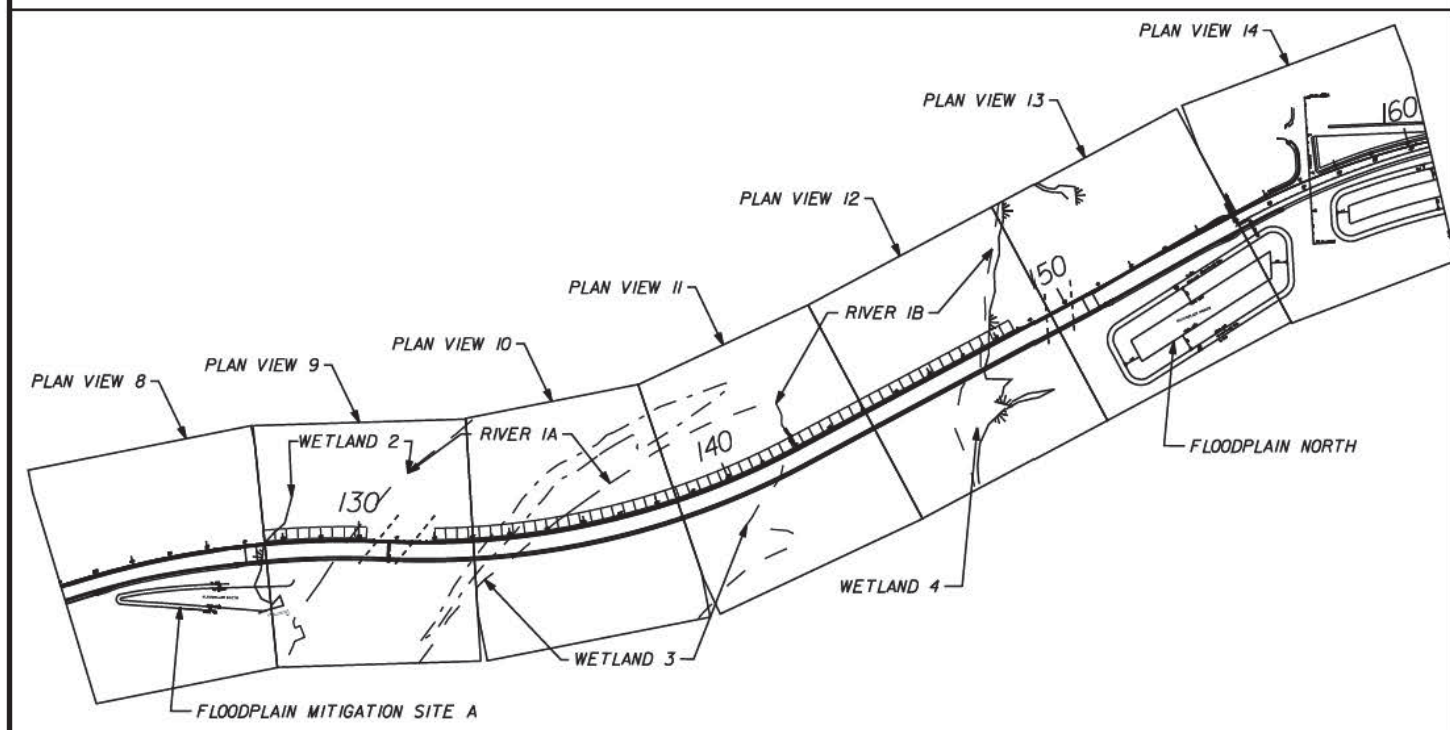 PLAN VIEW 14
PLAN VIEW 13
160
PLAN VIEW 12
150
PLAN VIEW 11
RIVER 1B
PLAN VIEW 10
PLAN VIEW 9
PLAN VIEW 8
WETLAND 2
RIVER 1A
140
FLOODPLAIN NORTH
130
WETLAND 4
WETLAND 3
FLOODPLAIN MITIGATION SITE A